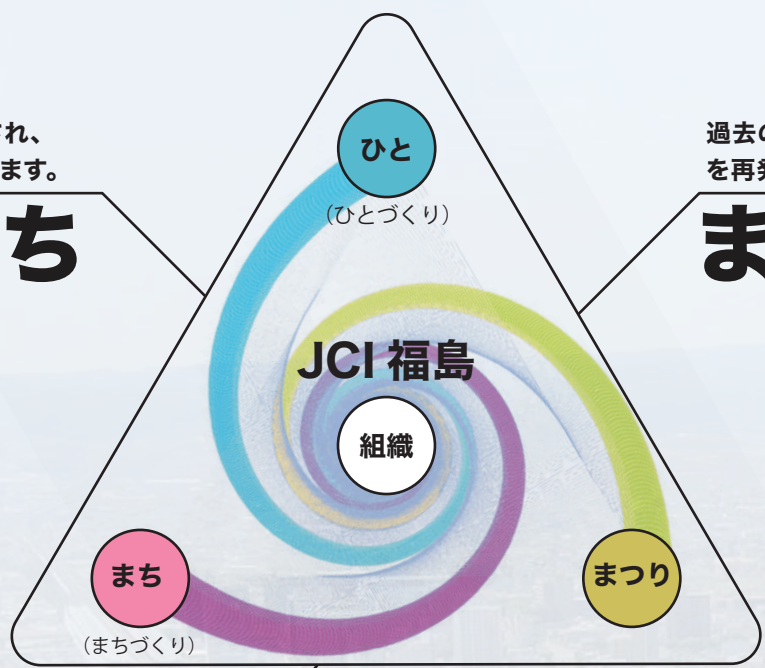 され、
ます。
ち
過去の
を再発
ま
ひと
(ひとづくり)
JCI 福島
組織
まち
(まちづくり)
まつり